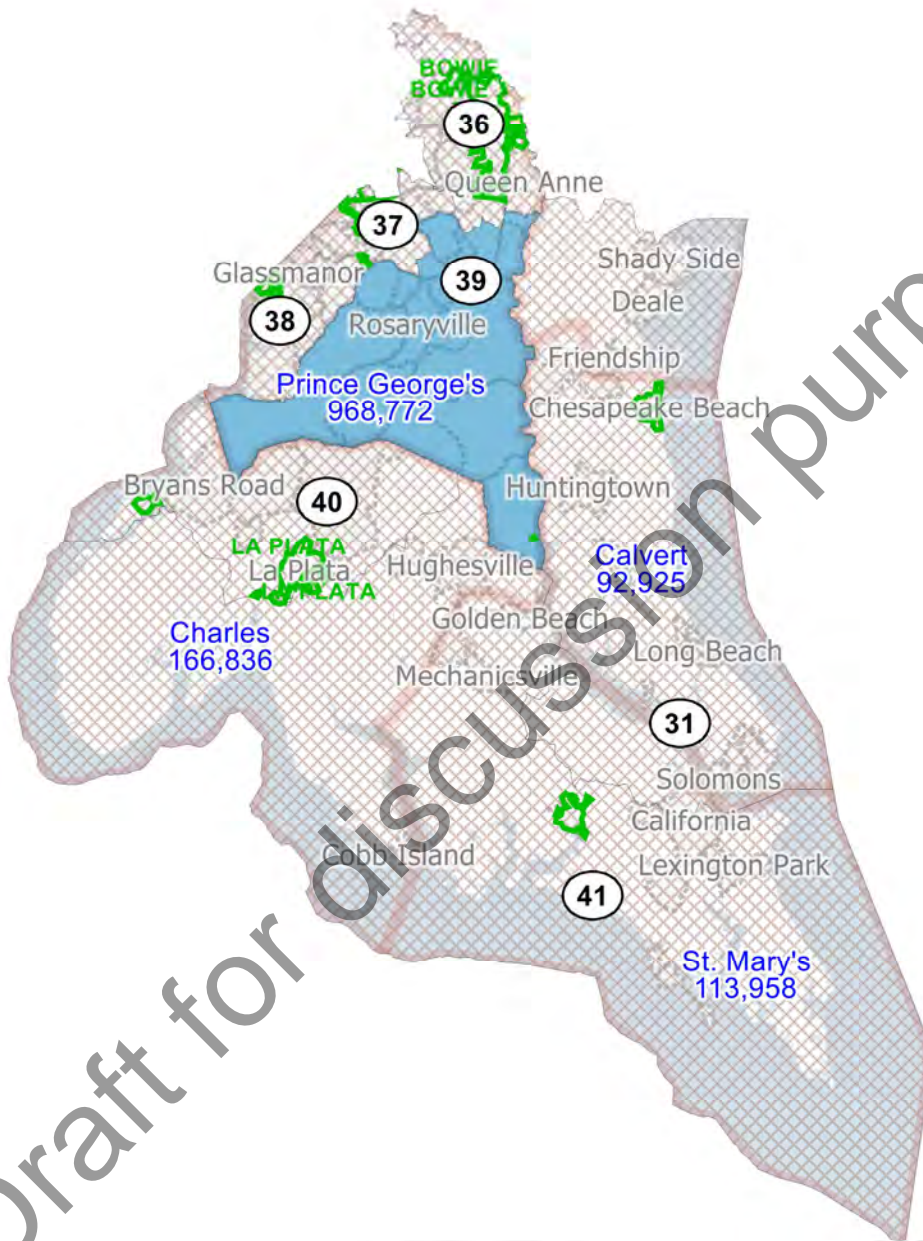 BOWIE
BOWIE
36
Queen Anne
37
Glassmanor
39
Shady Side
38
Deale
Rosaryville
Friendship
Prince George's
968,772
Chesapeake Beach
Bryans Road
40
Huntingtown
LA PLATA
La Plata
LA PLATA
Hughesville
Calvert
92,925
Golden Beach
Charles
166,836
Long Beach
Mechanicsville
31
Solomons
California
Cobb Island
Lexington Park
41
St. Mary's
113,958
Draft for discussion purp